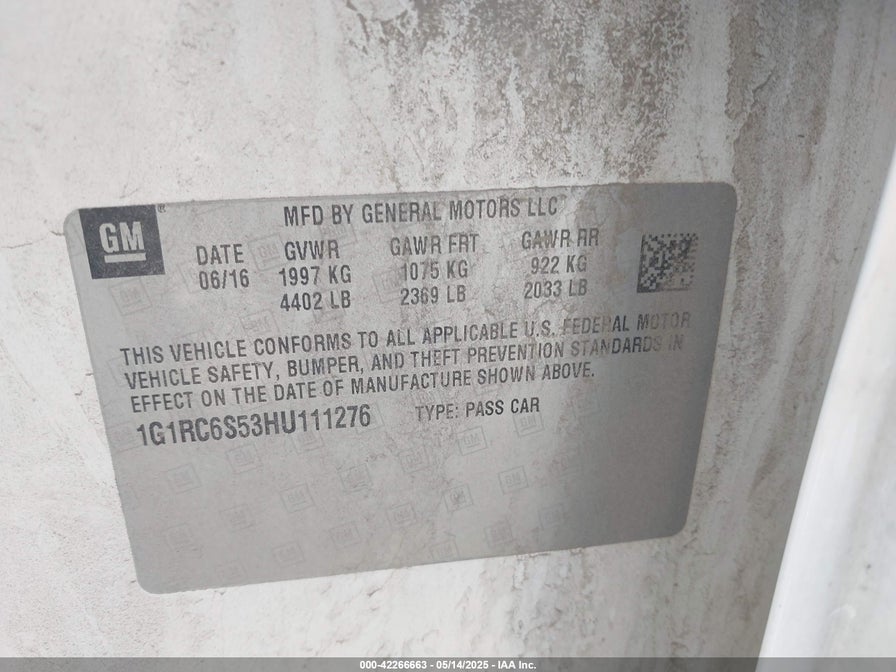 GM
MFD BY GENERAL MOTORS LLC
DATE GVWR GAWR FRT GAWR RR
06/16 1997 KG 1075 KG 922 KG
4402 LB 2369 LB 2033 LB
THIS VEHICLE CONFORMS TO ALL APPLICABLE U.S. FEDERAL MOTOR
VEHICLE SAFETY, BUMPER, AND THEFT PREVENTION STANDARDS IN
EFFECT ON THE DATE OF MANUFACTURE SHOWN ABOVE.
1G1RC6S53HU111276 TYPE: PASS CAR
000-42266663 — 05/14/2025 — IAA Inc.